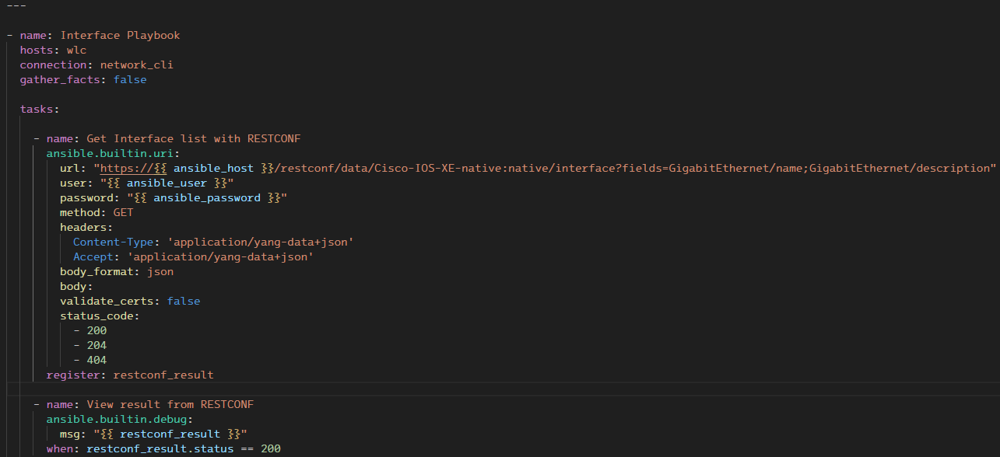 ---
- name: Interface Playbook
  hosts: wlc
  connection: network_cli
  gather_facts: false
  tasks:
    - name: Get Interface list with RESTCONF
      ansible.builtin.uri:
        url: "https://{{ ansible_host }}/restconf/data/Cisco-IOS-XE-native:native/interface?fields=GigabitEthernet/name;GigabitEthernet/description"
        user: "{{ ansible_user }}"
        password: "{{ ansible_password }}"
        method: GET
        headers:
          Content-Type: 'application/yang-data+json'
          Accept: 'application/yang-data+json'
        body_format: json
        body:
        validate_certs: false
        status_code:
          - 200
          - 204
          - 404
      register: restconf_result
    - name: View result from RESTCONF
      ansible.builtin.debug:
        msg: "{{ restconf_result }}"
      when: restconf_result.status == 200